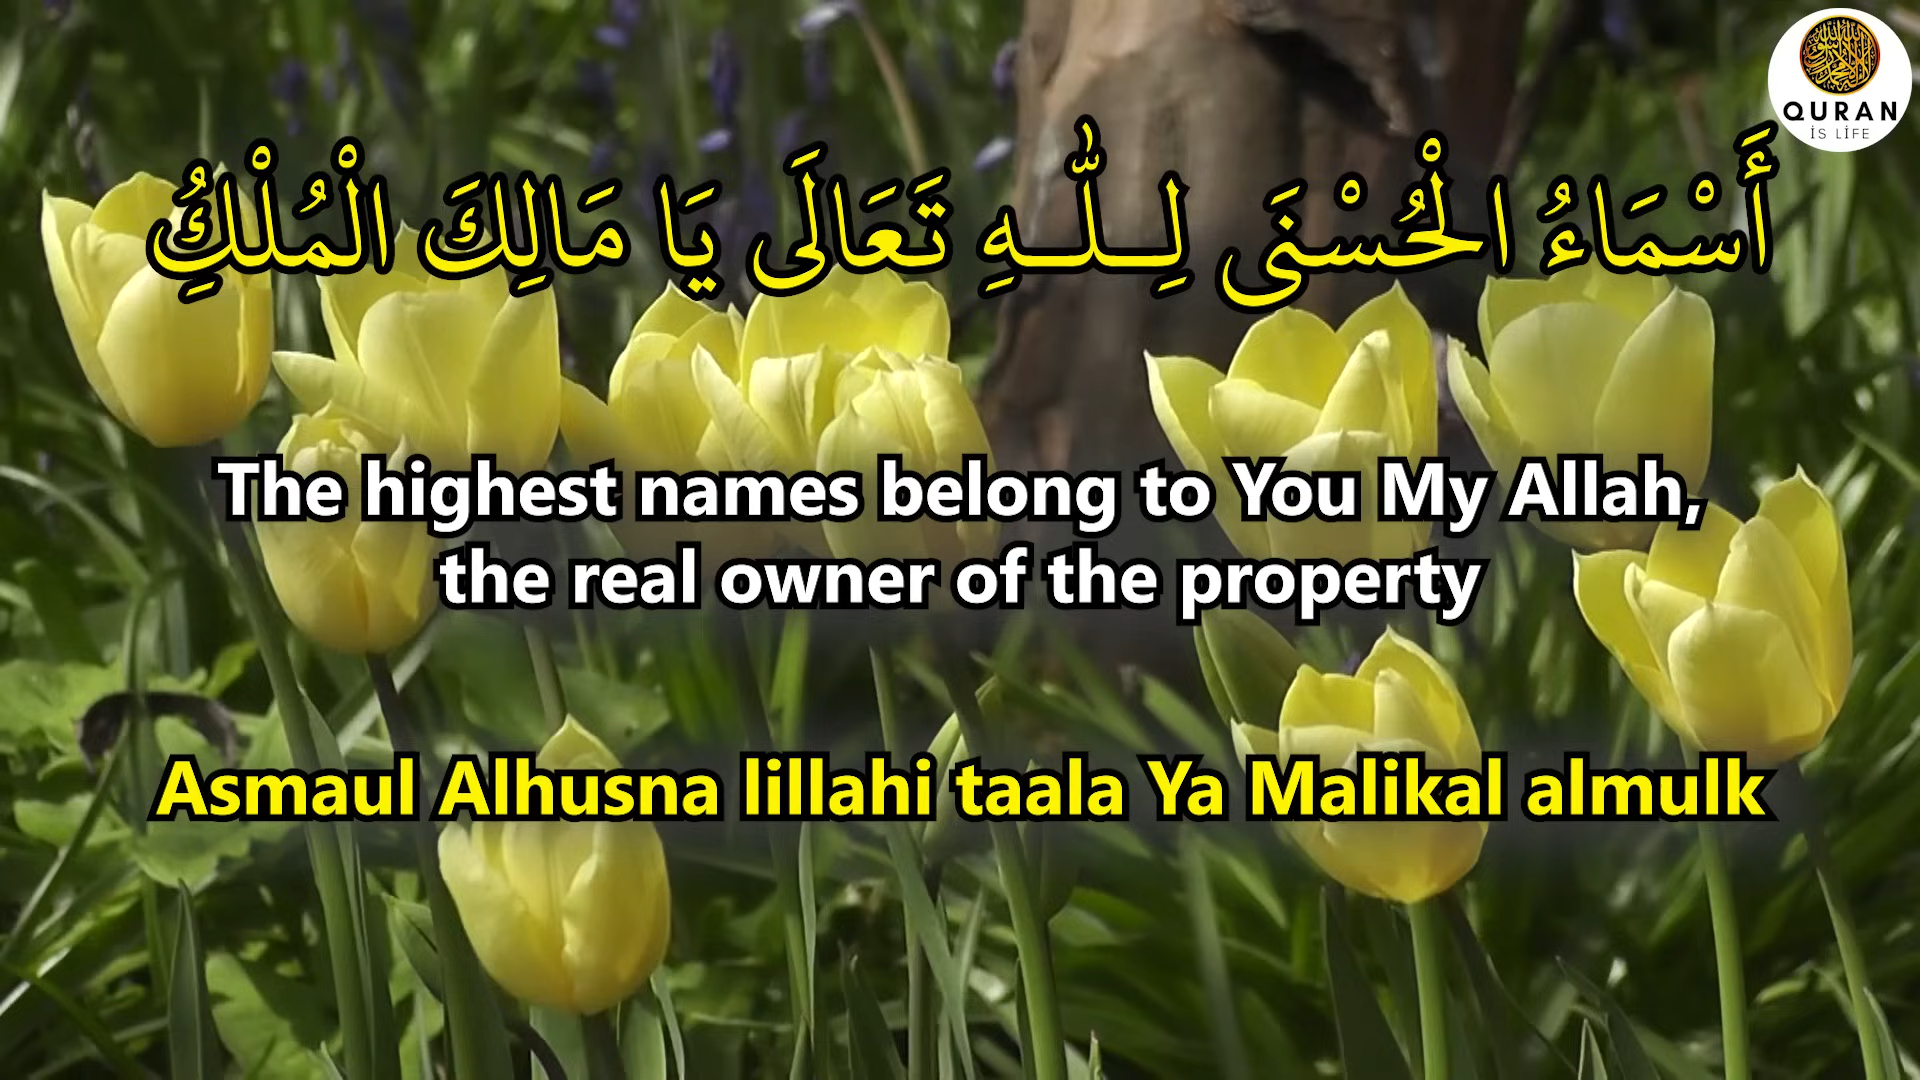 QURAN
İS LİFE
أَسْمَاءُ الْحُسْنَى لِـلّٰـهِ تَعَالَى يَا مَالِكَ الْمُلْكُِ
The highest names belong to You My Allah,
the real owner of the property
Asmaul Alhusna lillahi taala Ya Malikal almulk